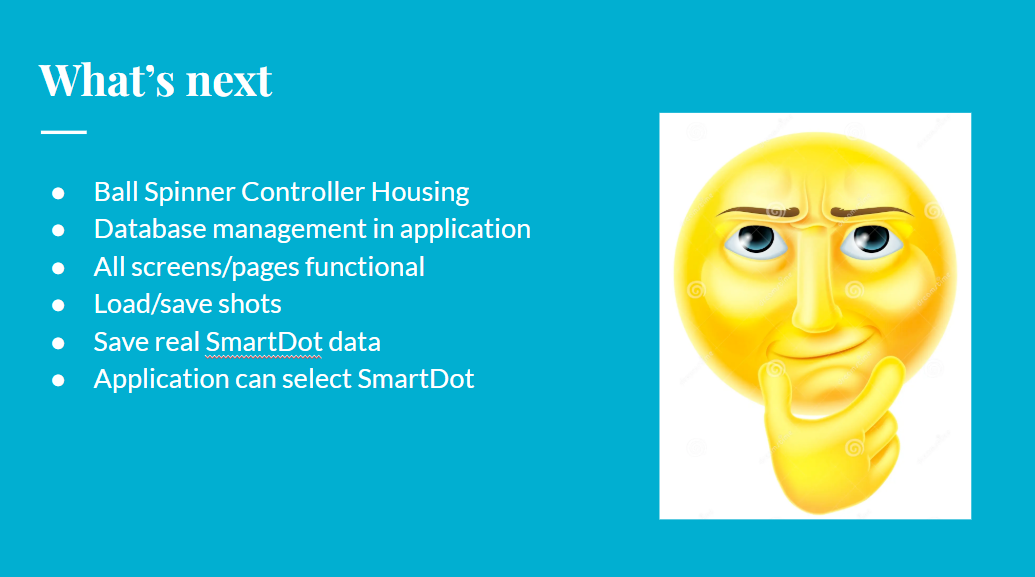 What’s next
● Ball Spinner Controller Housing
● Database management in application
● All screens/pages functional
● Load/save shots
● Save real SmartDot data
● Application can select SmartDot